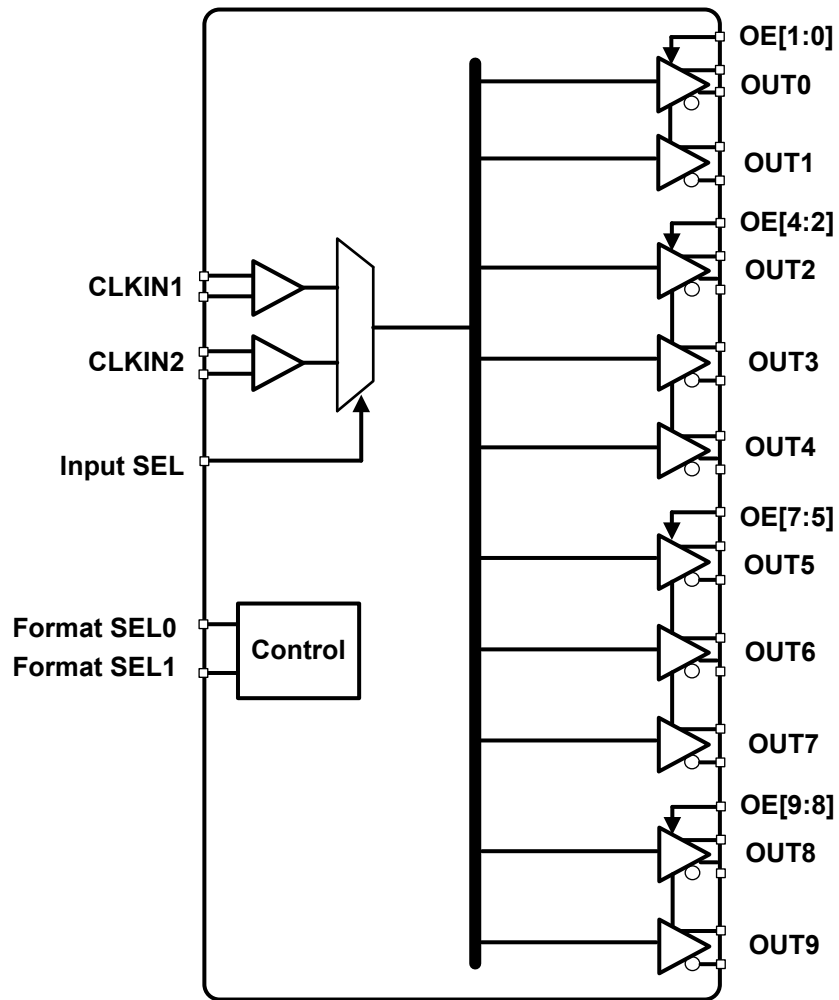 OE[1:0]
OUT0
OUT1
OE[4:2]
OUT2
CLKIN1
OUT3
CLKIN2
OUT4
Input SEL
OE[7:5]
OUT5
Format SEL0
Control
OUT6
Format SEL1
OUT7
OE[9:8]
OUT8
OUT9